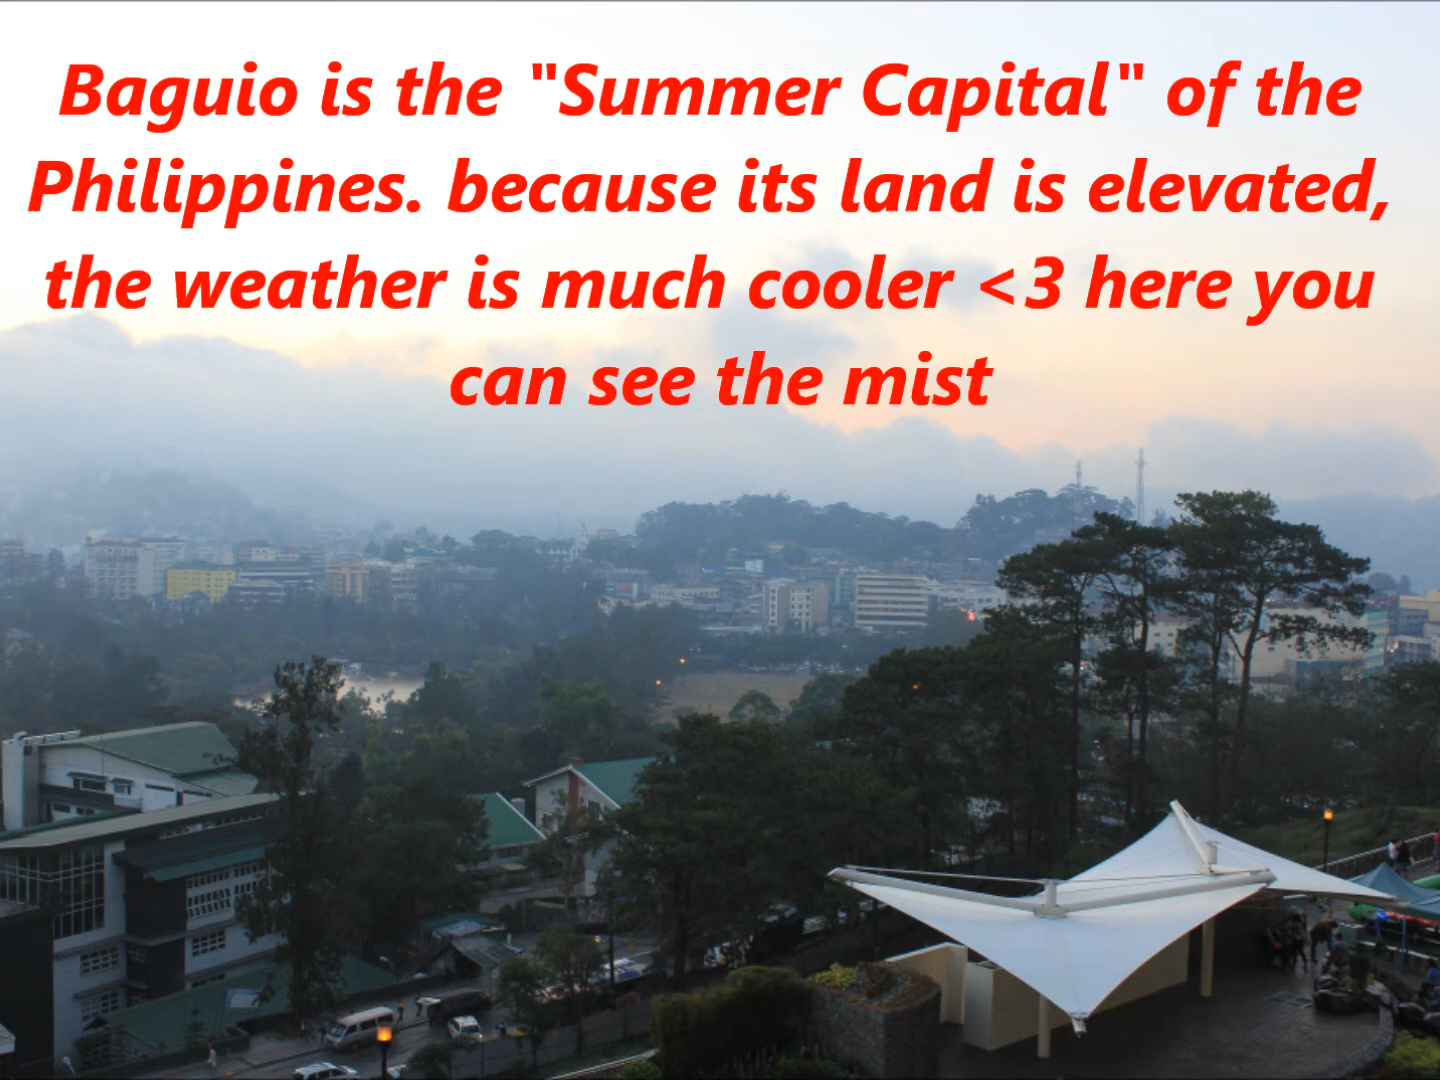 Baguio is the "Summer Capital" of the
Philippines. because its land is elevated,
the weather is much cooler <3 here you
can see the mist